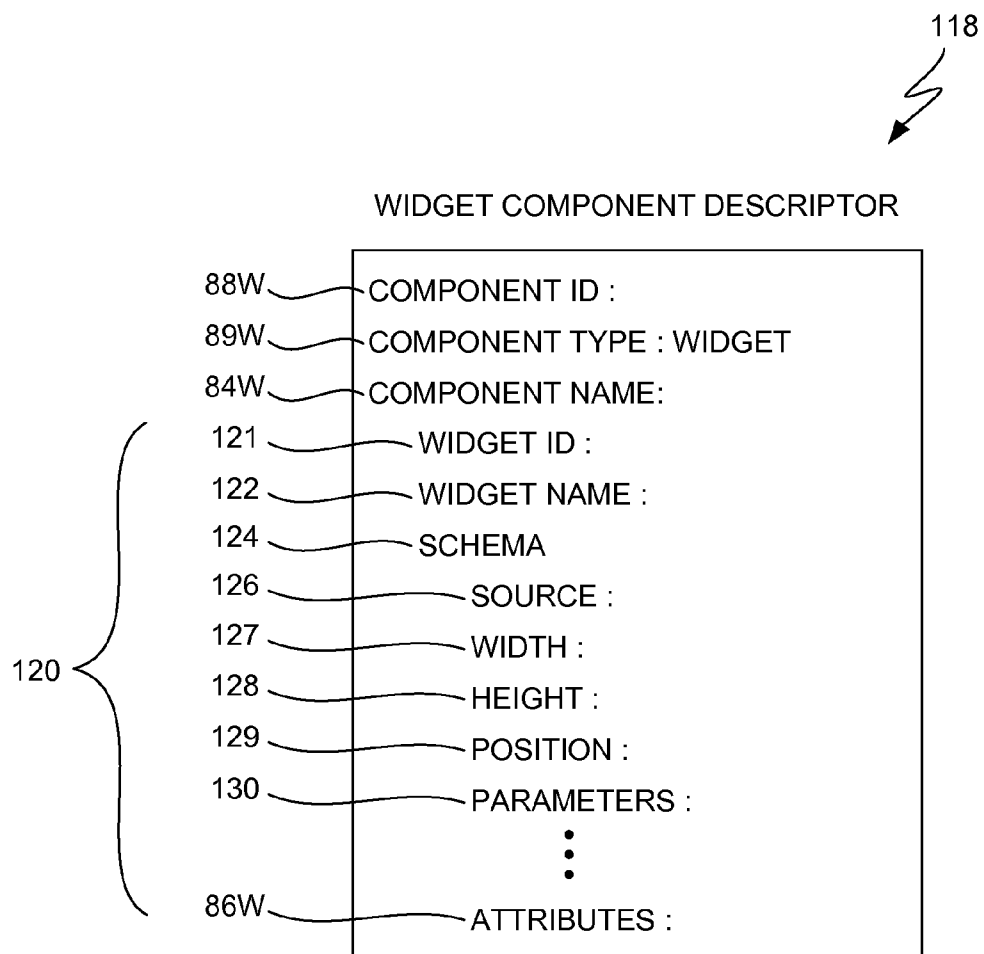 118
WIDGET COMPONENT DESCRIPTOR
88W COMPONENT ID :
89W COMPONENT TYPE : WIDGET
84W COMPONENT NAME:
121 WIDGET ID :
122 WIDGET NAME :
124 SCHEMA
126 SOURCE :
127 WIDTH :
120
128 HEIGHT :
129 POSITION :
130 PARAMETERS :
86W ATTRIBUTES :